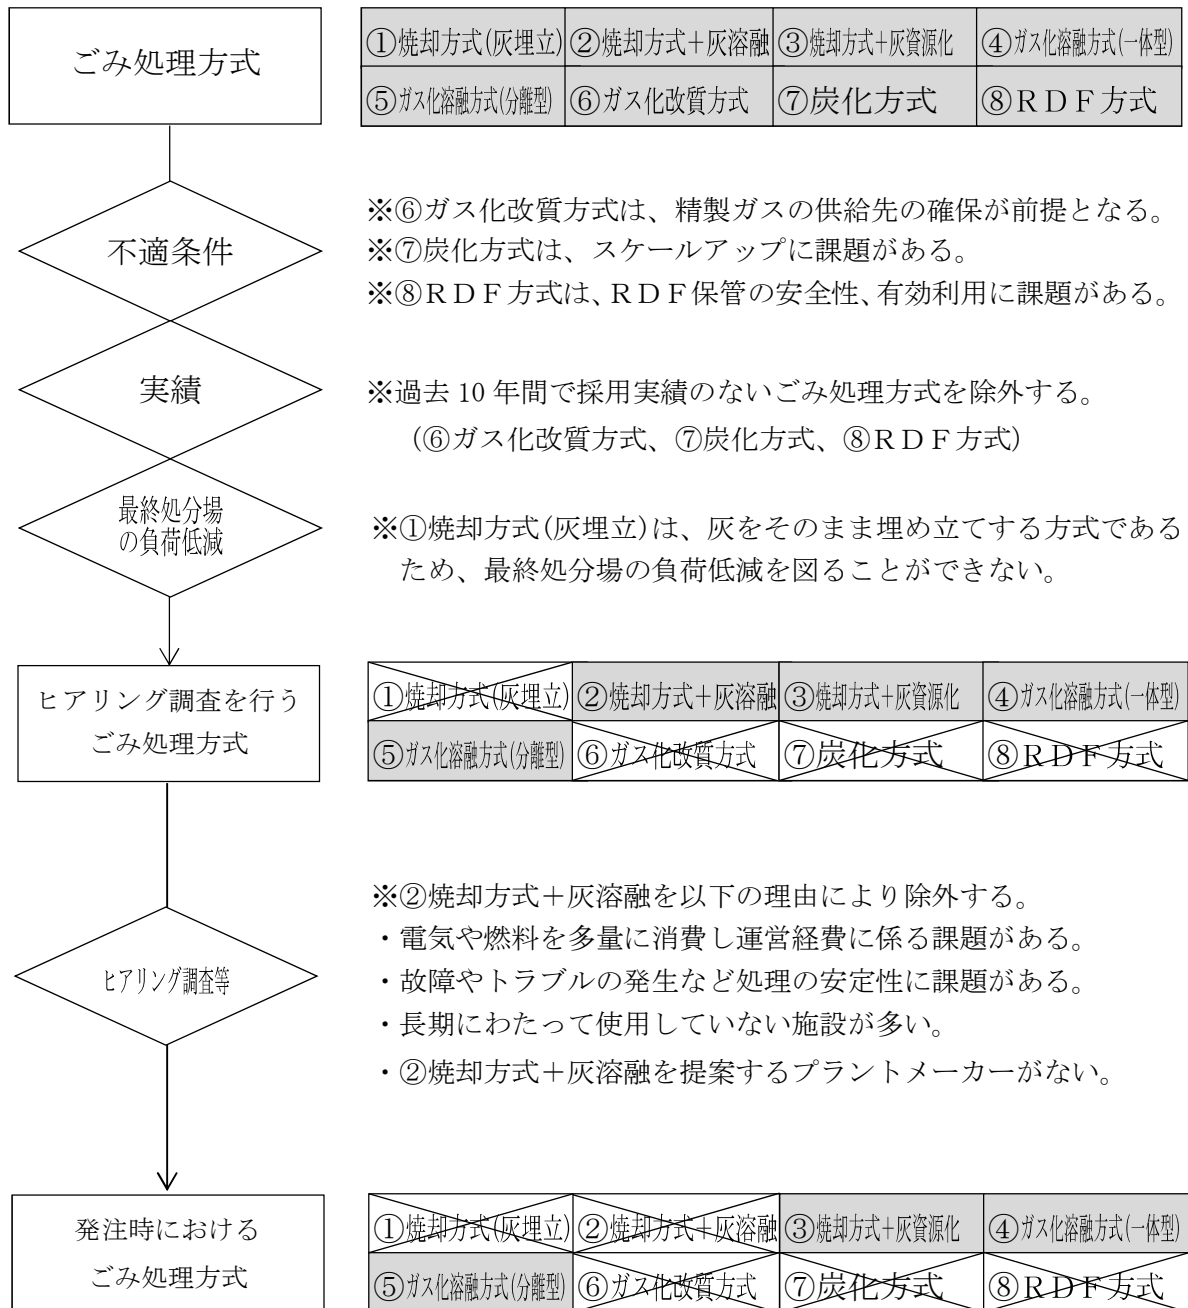 ごみ処理方式
①焼却方式(灰埋立) ②焼却方式＋灰溶融 ③焼却方式＋灰資源化 ④ガス化溶融方式(一体型)
⑤ガス化溶融方式(分離型) ⑥ガス化改質方式 ⑦炭化方式 ⑧ＲＤＦ方式
不適条件
※⑥ガス化改質方式は、精製ガスの供給先の確保が前提となる。
※⑦炭化方式は、スケールアップに課題がある。
※⑧ＲＤＦ方式は、ＲＤＦ保管の安全性、有効利用に課題がある。
実績
※過去 10 年間で採用実績のないごみ処理方式を除外する。
（⑥ガス化改質方式、⑦炭化方式、⑧ＲＤＦ方式）
最終処分場
の負荷低減
※①焼却方式(灰埋立)は、灰をそのまま埋め立てする方式である
ため、最終処分場の負荷低減を図ることができない。
ヒアリング調査を行う
ごみ処理方式
①焼却方式(灰埋立) ②焼却方式＋灰溶融 ③焼却方式＋灰資源化 ④ガス化溶融方式(一体型)
⑤ガス化溶融方式(分離型) ⑥ガス化改質方式 ⑦炭化方式 ⑧ＲＤＦ方式
ヒアリング調査等
※②焼却方式＋灰溶融を以下の理由により除外する。
・電気や燃料を多量に消費し運営経費に係る課題がある。
・故障やトラブルの発生など処理の安定性に課題がある。
・長期にわたって使用していない施設が多い。
・②焼却方式＋灰溶融を提案するプラントメーカーがない。
発注時における
ごみ処理方式
①焼却方式(灰埋立) ②焼却方式＋灰溶融 ③焼却方式＋灰資源化 ④ガス化溶融方式(一体型)
⑤ガス化溶融方式(分離型) ⑥ガス化改質方式 ⑦炭化方式 ⑧ＲＤＦ方式